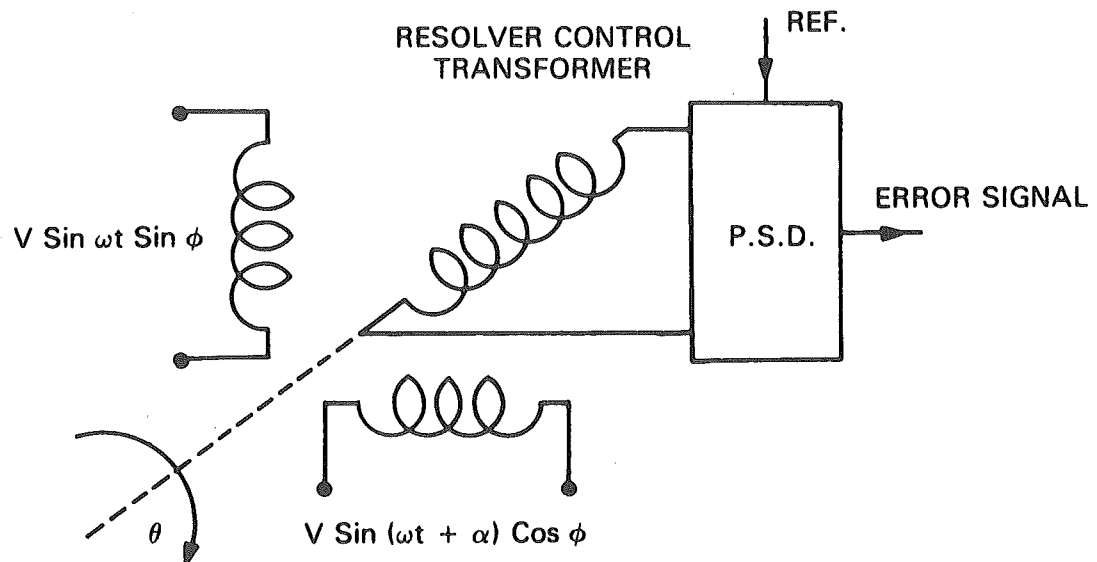 REF.
RESOLVER CONTROL
TRANSFORMER
ERROR SIGNAL
P.S.D.
V Sin ωt Sin ϕ
θ
V Sin (ωt + α) Cos ϕ